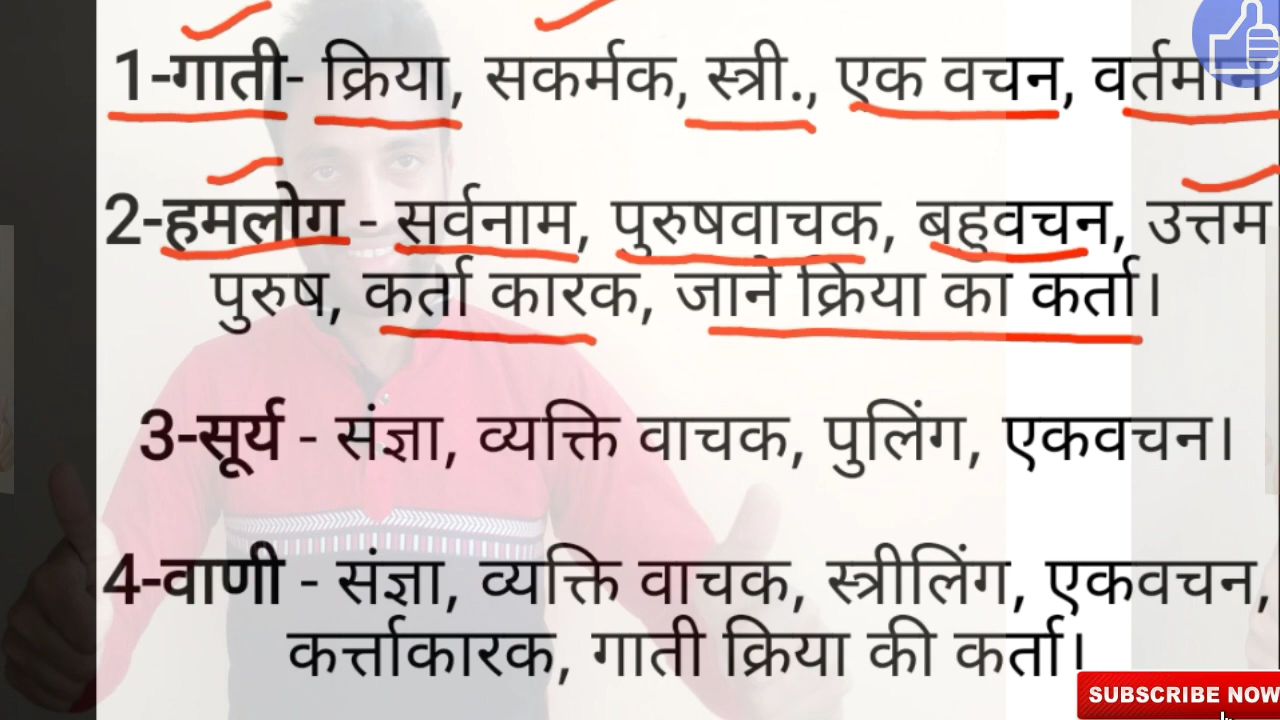 1-गाती- क्रिया, सकर्मक, स्त्री., एक वचन, वर्तमान
2-हमलोग - सर्वनाम, पुरुषवाचक, बहुवचन, उत्तम
पुरुष, कर्ता कारक, जाने क्रिया का कर्ता।
3-सूर्य - संज्ञा, व्यक्ति वाचक, पुलिंग, एकवचन।
4-वाणी - संज्ञा, व्यक्ति वाचक, स्त्रीलिंग, एकवचन,
कर्त्ताकारक, गाती क्रिया की कर्ता।
SUBSCRIBE NOW